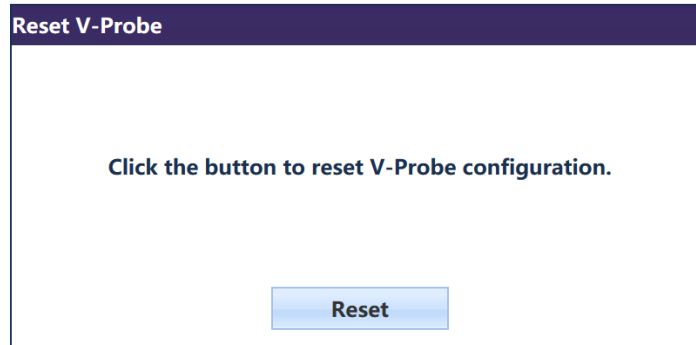 Reset V-Probe
Click the button to reset V-Probe configuration.
Reset